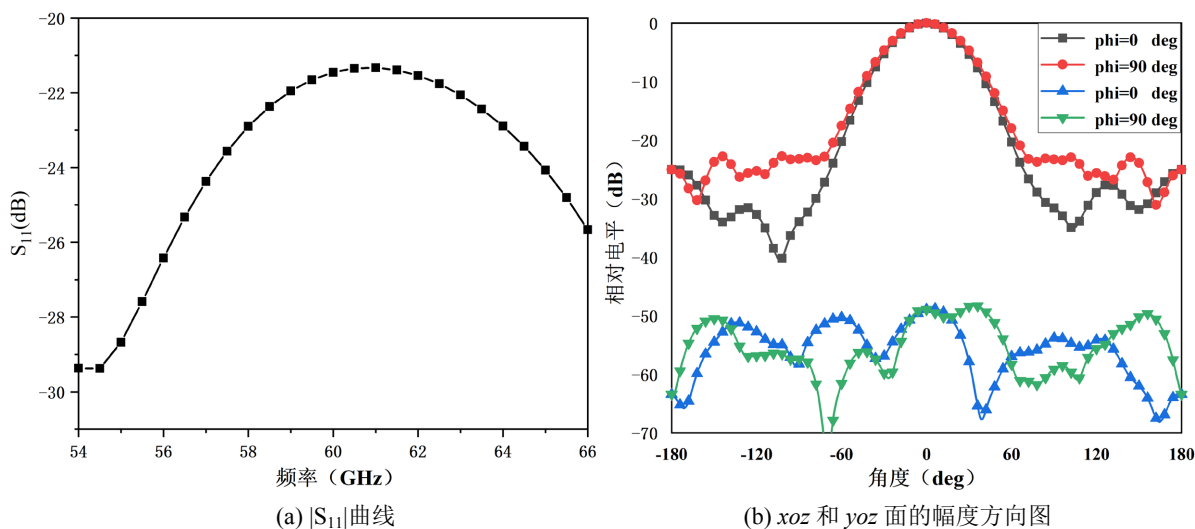 -20
-22
-24
-26
-28
-30
S₁₁(dB)
54 56 58 60 62 64 66
频率（GHz）
(a) |S₁₁|曲线
0
-10
-20
-30
-40
-50
-60
-70
相对电平（dB）
phi=0 deg
phi=90 deg
phi=0 deg
phi=90 deg
-180 -120 -60 0 60 120 180
角度（deg）
(b) xoz 和 yoz 面的幅度方向图